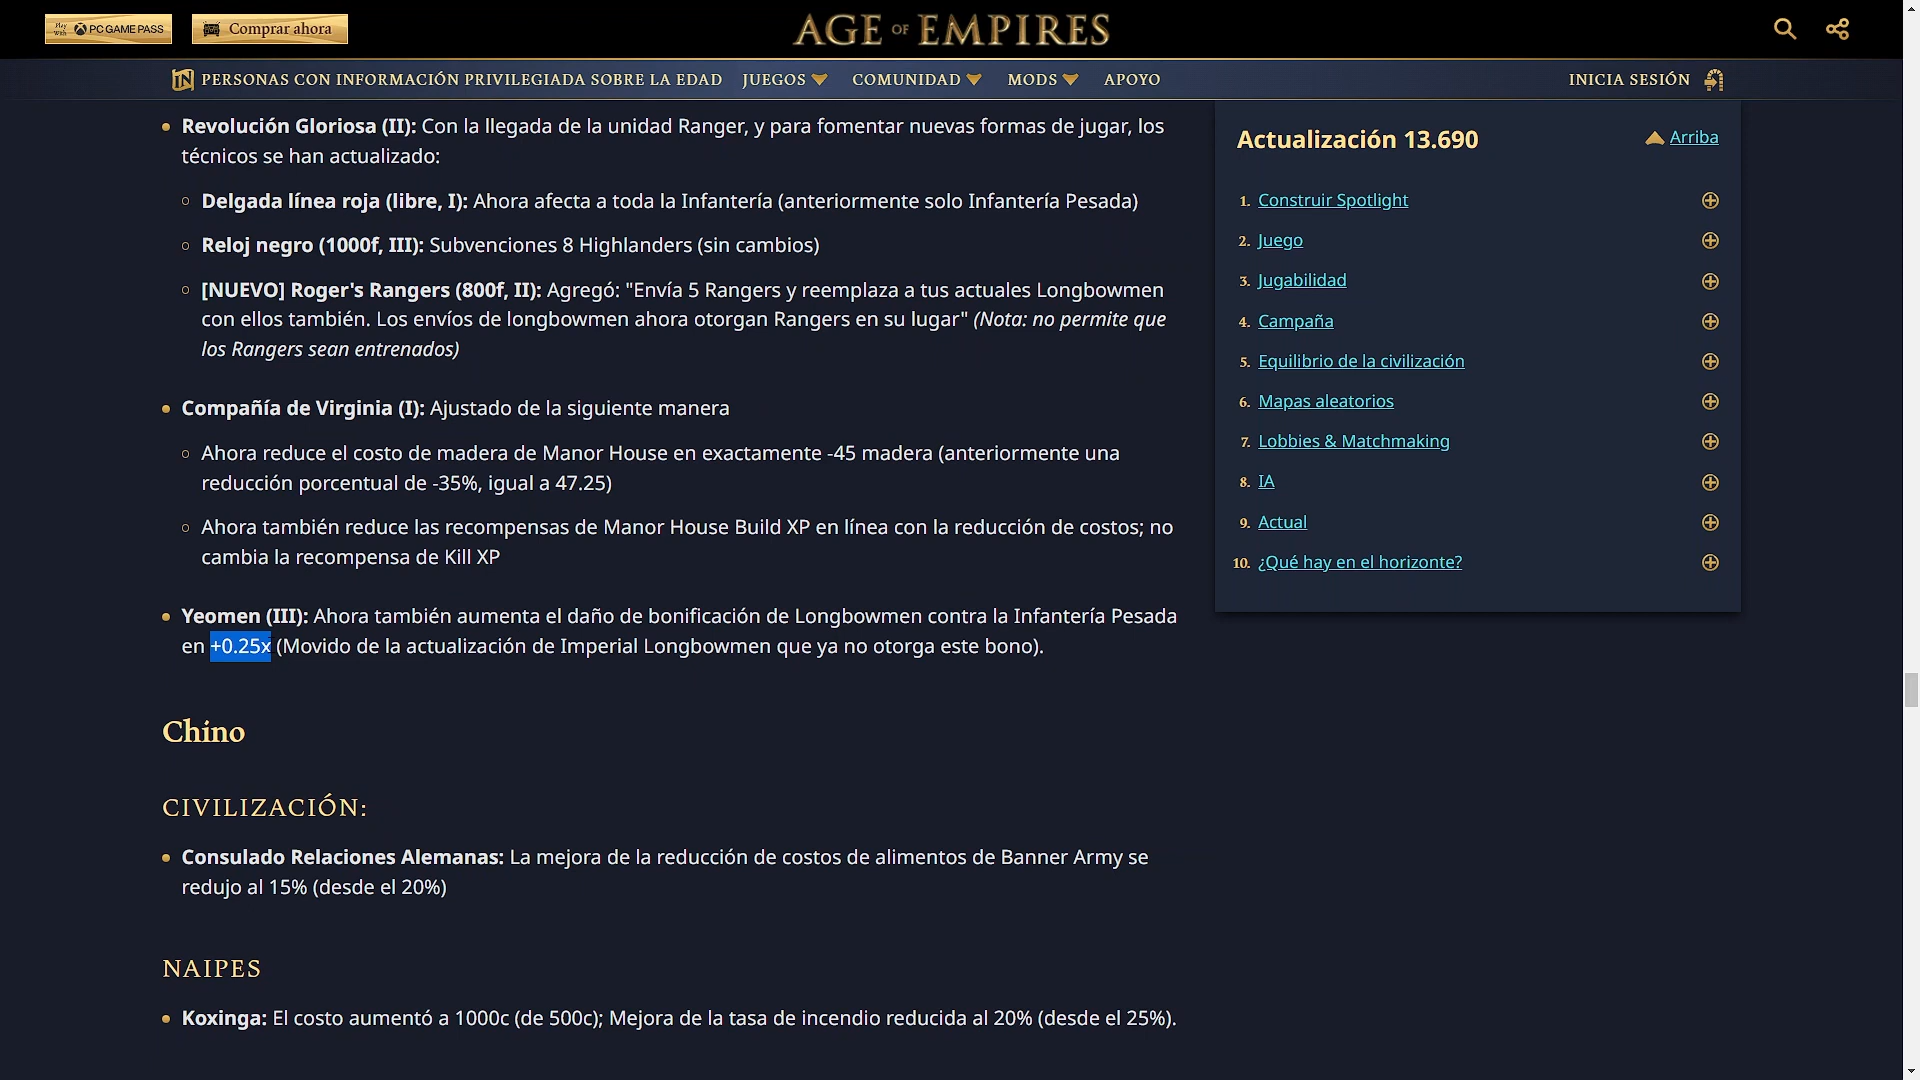 Play With PC GAME PASS
Comprar ahora
AGE OF EMPIRES
PERSONAS CON INFORMACIÓN PRIVILEGIADA SOBRE LA EDAD JUEGOS COMUNIDAD MODS APOYO INICIA SESIÓN
Revolución Gloriosa (II): Con la llegada de la unidad Ranger, y para fomentar nuevas formas de jugar, los
técnicos se han actualizado:
Delgada línea roja (libre, I): Ahora afecta a toda la Infantería (anteriormente solo Infantería Pesada)
Reloj negro (1000f, III): Subvenciones 8 Highlanders (sin cambios)
[NUEVO] Roger's Rangers (800f, II): Agregó: "Envía 5 Rangers y reemplaza a tus actuales Longbowmen
con ellos también. Los envíos de longbowmen ahora otorgan Rangers en su lugar" (Nota: no permite que
los Rangers sean entrenados)
Compañía de Virginia (I): Ajustado de la siguiente manera
Ahora reduce el costo de madera de Manor House en exactamente -45 madera (anteriormente una
reducción porcentual de -35%, igual a 47.25)
Ahora también reduce las recompensas de Manor House Build XP en línea con la reducción de costos; no
cambia la recompensa de Kill XP
Yeomen (III): Ahora también aumenta el daño de bonificación de Longbowmen contra la Infantería Pesada
en +0.25x (Movido de la actualización de Imperial Longbowmen que ya no otorga este bono).
Chino
CIVILIZACIÓN:
Consulado Relaciones Alemanas: La mejora de la reducción de costos de alimentos de Banner Army se
redujo al 15% (desde el 20%)
NAIPES
Koxinga: El costo aumentó a 1000c (de 500c); Mejora de la tasa de incendio reducida al 20% (desde el 25%).
Actualización 13.690
Arriba
1. Construir Spotlight
2. Juego
3. Jugabilidad
4. Campaña
5. Equilibrio de la civilización
6. Mapas aleatorios
7. Lobbies & Matchmaking
8. IA
9. Actual
10. ¿Qué hay en el horizonte?